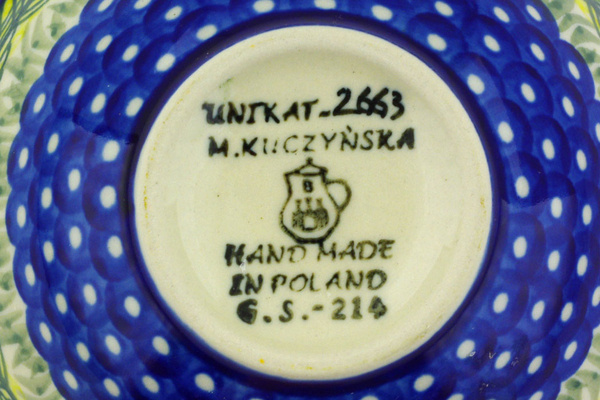 UNIKAT-2663
M.KUCZYŃSKA
B
HAND MADE
IN POLAND
G.S.-214